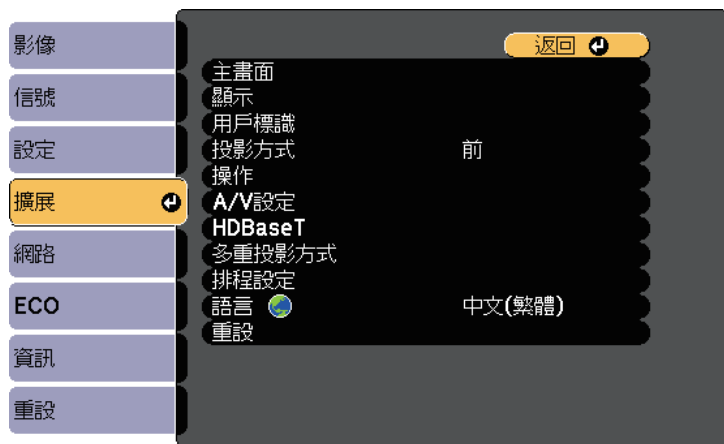 影像
信號
設定
擴展
網路
ECO
資訊
重設
返回
主畫面
顯示
用戶標識
投影方式 前
操作
A/V設定
HDBaseT
多重投影方式
排程設定
語言 中文(繁體)
重設